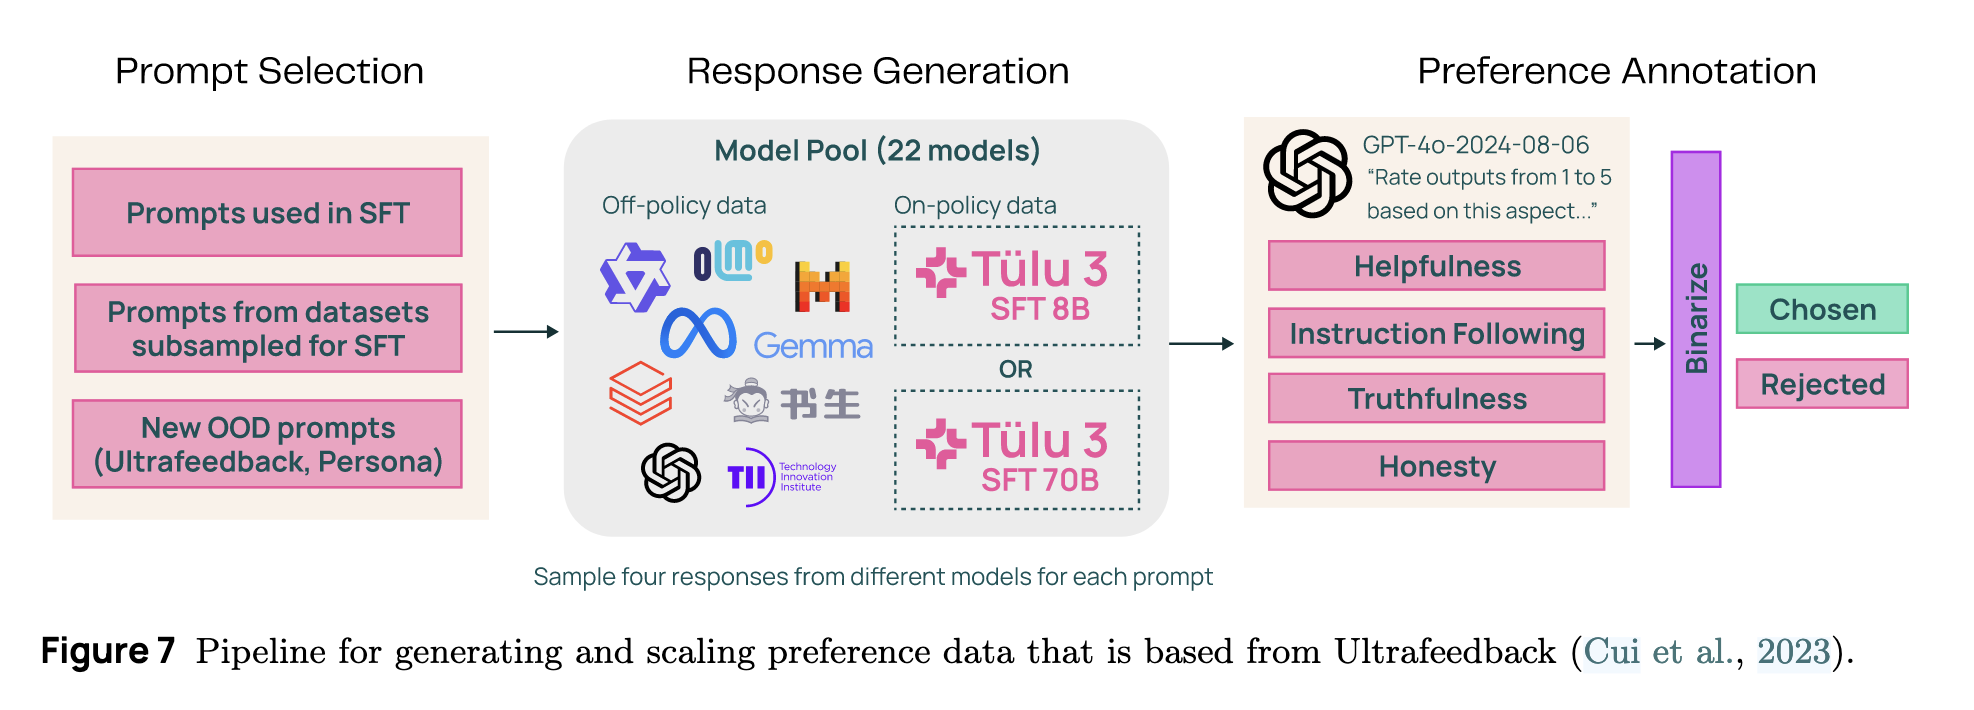 Prompt Selection
Prompts used in SFT
Prompts from datasets
subsampled for SFT
New OOD prompts
(Ultrafeedback, Persona)
Response Generation
Model Pool (22 models)
Off-policy data
olmo
Gemma
书生
TII
Technology
Innovation
Institute
On-policy data
Tülu 3
SFT 8B
OR
Tülu 3
SFT 70B
Sample four responses from different models for each prompt
Preference Annotation
GPT-4o-2024-08-06
“Rate outputs from 1 to 5
based on this aspect...”
Helpfulness
Instruction Following
Truthfulness
Honesty
Binarize
Chosen
Rejected
Figure 7 Pipeline for generating and scaling preference data that is based from Ultrafeedback (Cui et al., 2023).